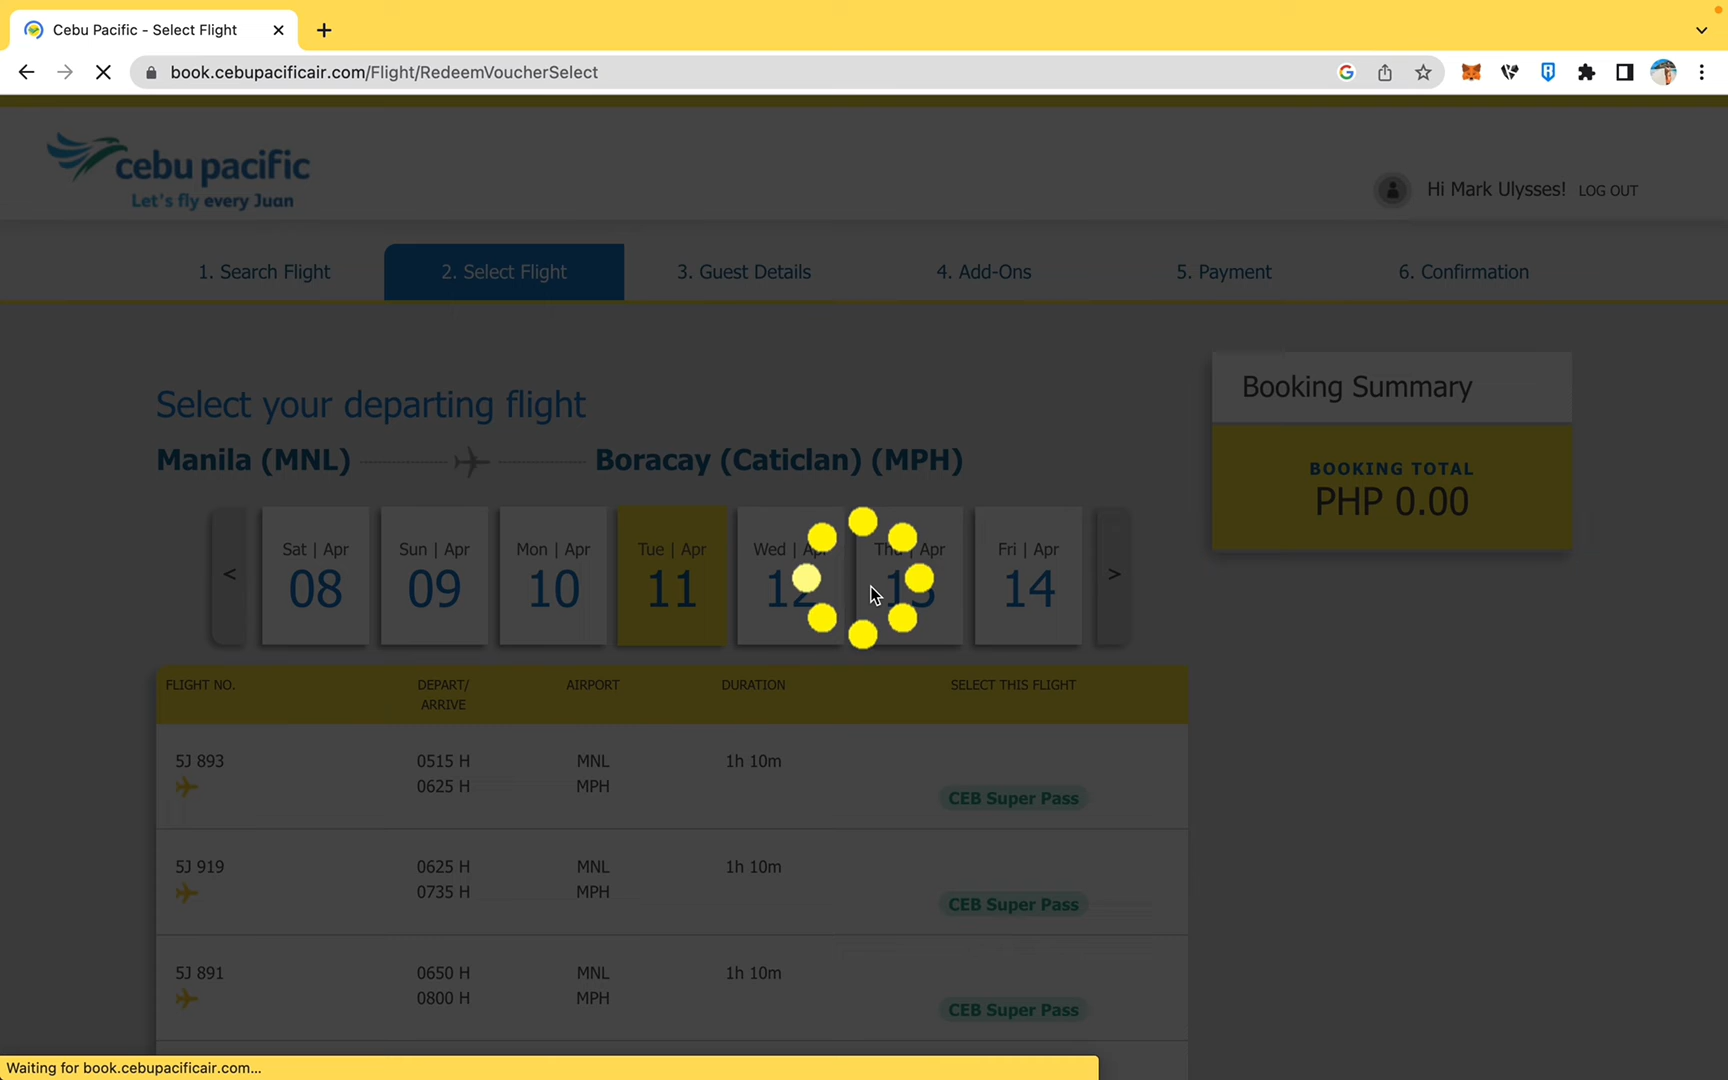 Cebu Pacific - Select Flight
book.cebupacificair.com/Flight/RedeemVoucherSelect
cebu pacific
Let's fly every Juan
Hi Mark Ulysses! LOG OUT
1. Search Flight 2. Select Flight 3. Guest Details 4. Add-Ons 5. Payment 6. Confirmation
Select your departing flight
Manila (MNL) Boracay (Caticlan) (MPH)
Booking Summary
BOOKING TOTAL
PHP 0.00
< Sat | Apr Sun | Apr Mon | Apr Tue | Apr Wed | Apr Thu | Apr Fri | Apr >
08 09 10 11 12 13 14
FLIGHT NO. DEPART/ AIRPORT DURATION SELECT THIS FLIGHT
ARRIVE
5J 893 0515 H MNL 1h 10m
0625 H MPH
CEB Super Pass
5J 919 0625 H MNL 1h 10m
0735 H MPH
CEB Super Pass
5J 891 0650 H MNL 1h 10m
0800 H MPH
CEB Super Pass
Waiting for book.cebupacificair.com...